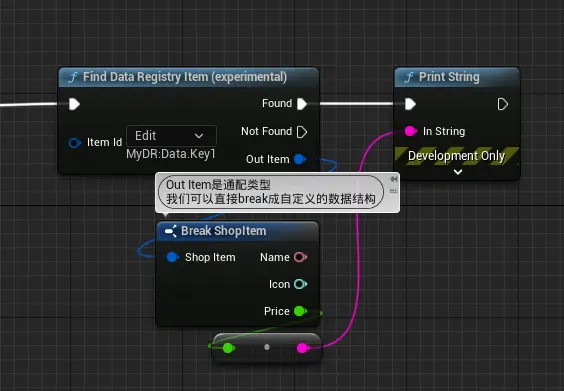 Find Data Registry Item (experimental)
Print String
Found
Item Id
Edit
MyDR:Data.Key1
Not Found
In String
Out Item
Development Only
Out Item是通配类型
我们可以直接break成自定义的数据结构
Break ShopItem
Shop Item
Name
Icon
Price